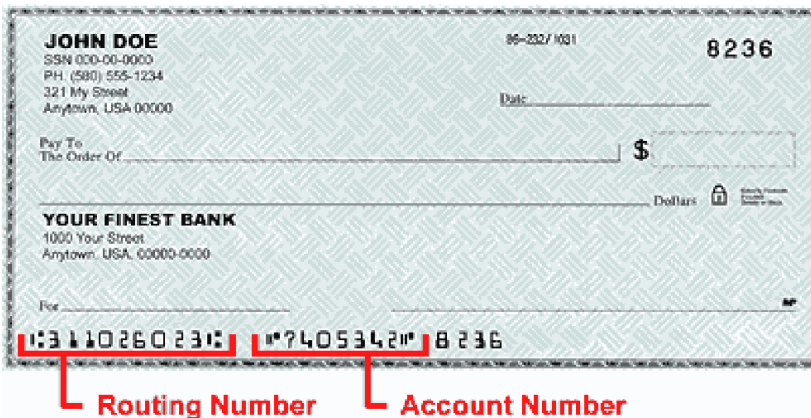 JOHN DOE
SSN 000-00-0000
PH. (580) 555-1234
321 My Street
Anytown, USA 00000
86-232/1031
8236
Date
Pay To
The Order Of
$
Dollars
YOUR FINEST BANK
1000 Your Street
Anytown, USA, 00000-0000
For
⑆311026023⑆ ⑈7405342⑈ 8236
Routing Number
Account Number